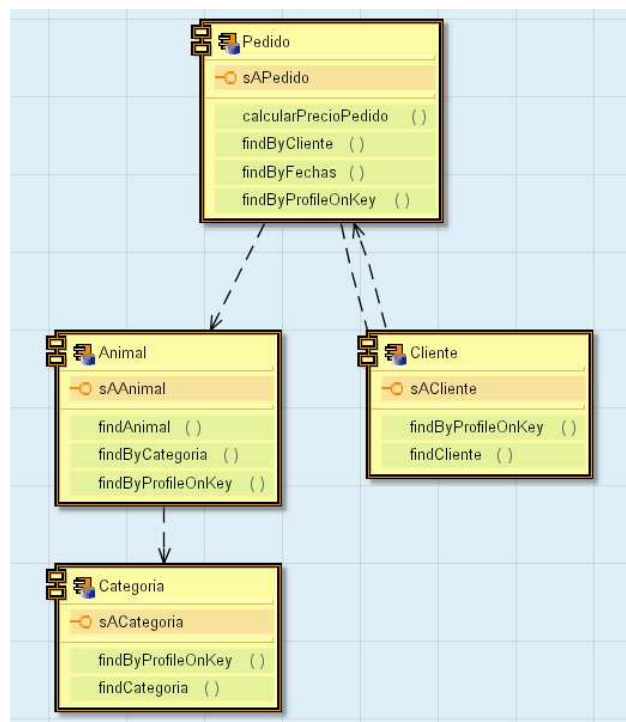 Pedido
sAPedido
calcularPrecioPedido ( )
findByCliente ( )
findByFechas ( )
findByProfileOnKey ( )
Animal
sAAnimal
findAnimal ( )
findByCategoria ( )
findByProfileOnKey ( )
Cliente
sACliente
findByProfileOnKey ( )
findCliente ( )
Categoria
sACategoria
findByProfileOnKey ( )
findCategoria ( )